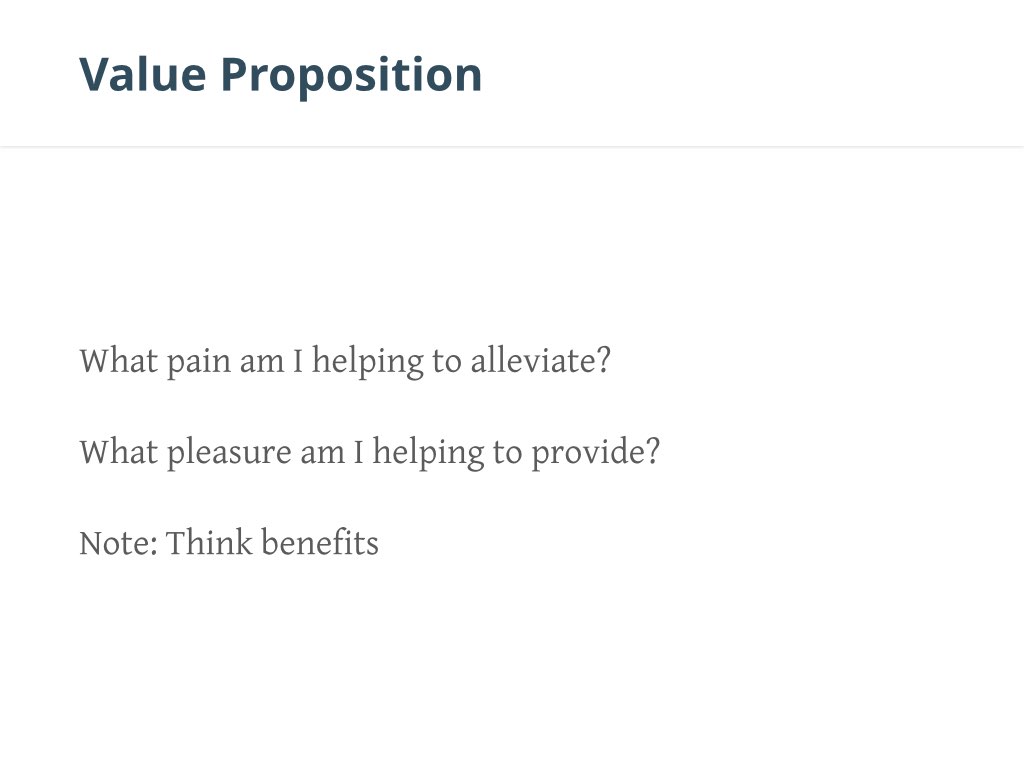 Value Proposition
What pain am I helping to alleviate?
What pleasure am I helping to provide?
Note: Think benefits